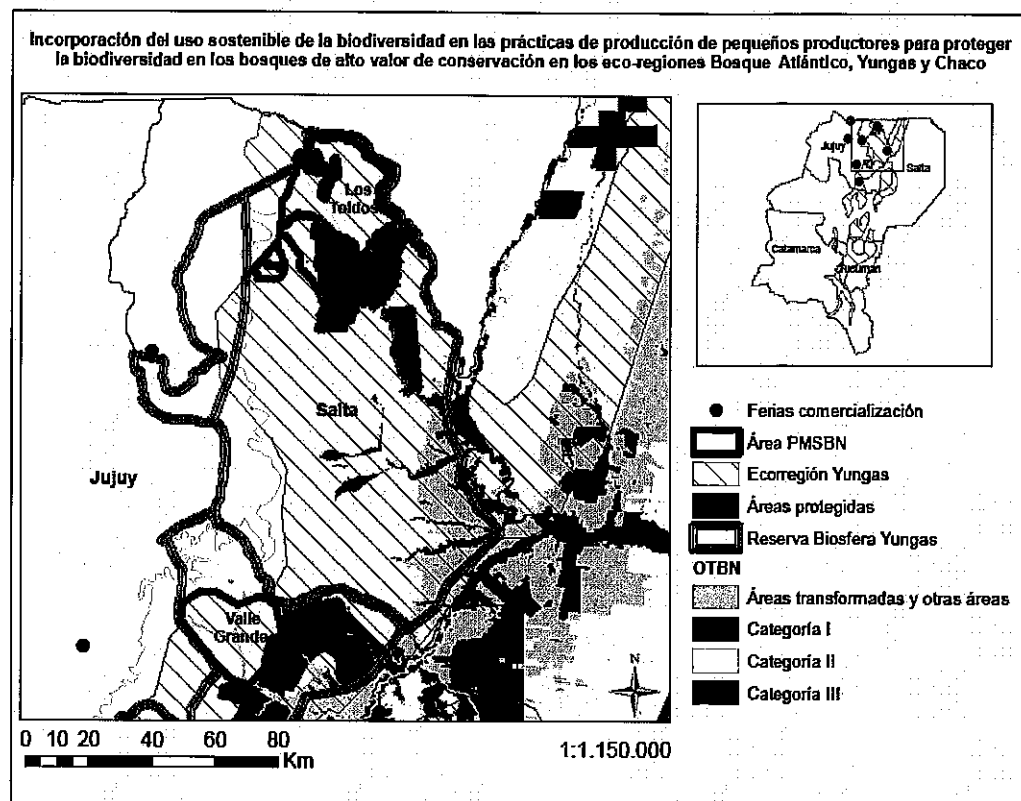 Incorporación del uso sostenible de la biodiversidad en las prácticas de producción de pequeños productores para proteger
la biodiversidad en los bosques de alto valor de conservación en los eco-regiones Bosque Atlántico, Yungas y Chaco
Los
Toldos
Salta
Jujuy
Valle
Grande
N
0 10 20 40 60 80
Km
1:1.150.000
Jujuy
Salta
Catamarca
Tucuman
Ferias comercialización
Área PMSBN
Ecorregión Yungas
Áreas protegidas
Reserva Biosfera Yungas
OTBN
Áreas transformadas y otras áreas
Categoría I
Categoría II
Categoría III